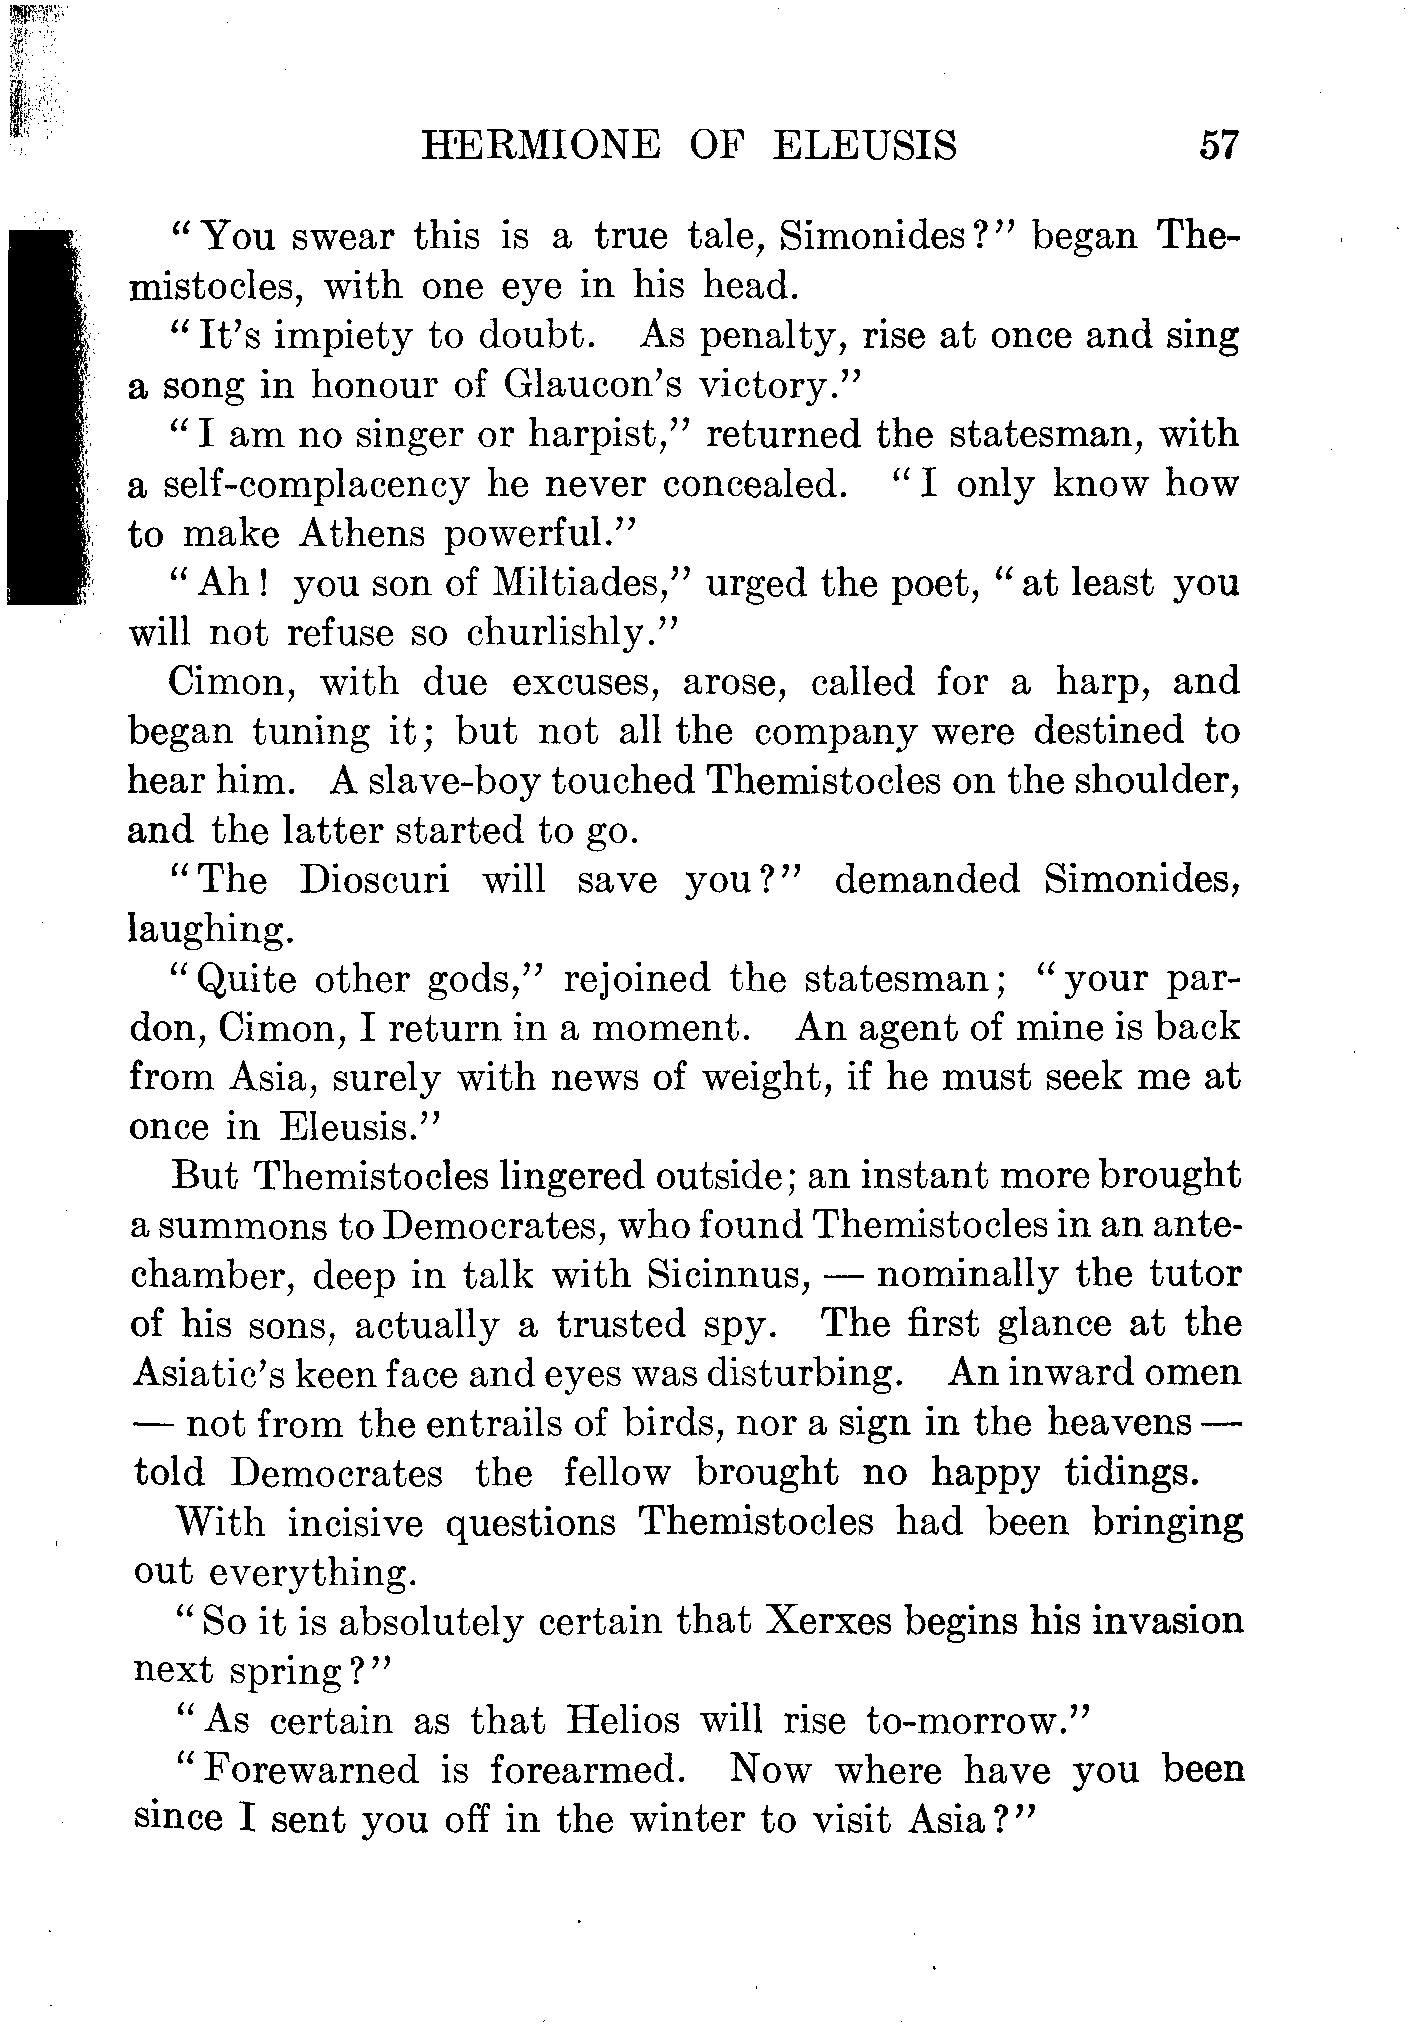 HERMIONE OF ELEUSIS 57
"You swear this is a true tale, Simonides?" began The-
mistocles, with one eye in his head.
"It's impiety to doubt. As penalty, rise at once and sing
a song in honour of Glaucon's victory."
"I am no singer or harpist," returned the statesman, with
a self-complacency he never concealed. "I only know how
to make Athens powerful."
"Ah! you son of Miltiades," urged the poet, "at least you
will not refuse so churlishly."
Cimon, with due excuses, arose, called for a harp, and
began tuning it; but not all the company were destined to
hear him. A slave-boy touched Themistocles on the shoulder,
and the latter started to go.
"The Dioscuri will save you?" demanded Simonides,
laughing.
"Quite other gods," rejoined the statesman; "your par-
don, Cimon, I return in a moment. An agent of mine is back
from Asia, surely with news of weight, if he must seek me at
once in Eleusis."
But Themistocles lingered outside; an instant more brought
a summons to Democrates, who found Themistocles in an ante-
chamber, deep in talk with Sicinnus, — nominally the tutor
of his sons, actually a trusted spy. The first glance at the
Asiatic's keen face and eyes was disturbing. An inward omen
— not from the entrails of birds, nor a sign in the heavens —
told Democrates the fellow brought no happy tidings.
With incisive questions Themistocles had been bringing
out everything.
"So it is absolutely certain that Xerxes begins his invasion
next spring?"
"As certain as that Helios will rise to-morrow."
"Forewarned is forearmed. Now where have you been
since I sent you off in the winter to visit Asia?"